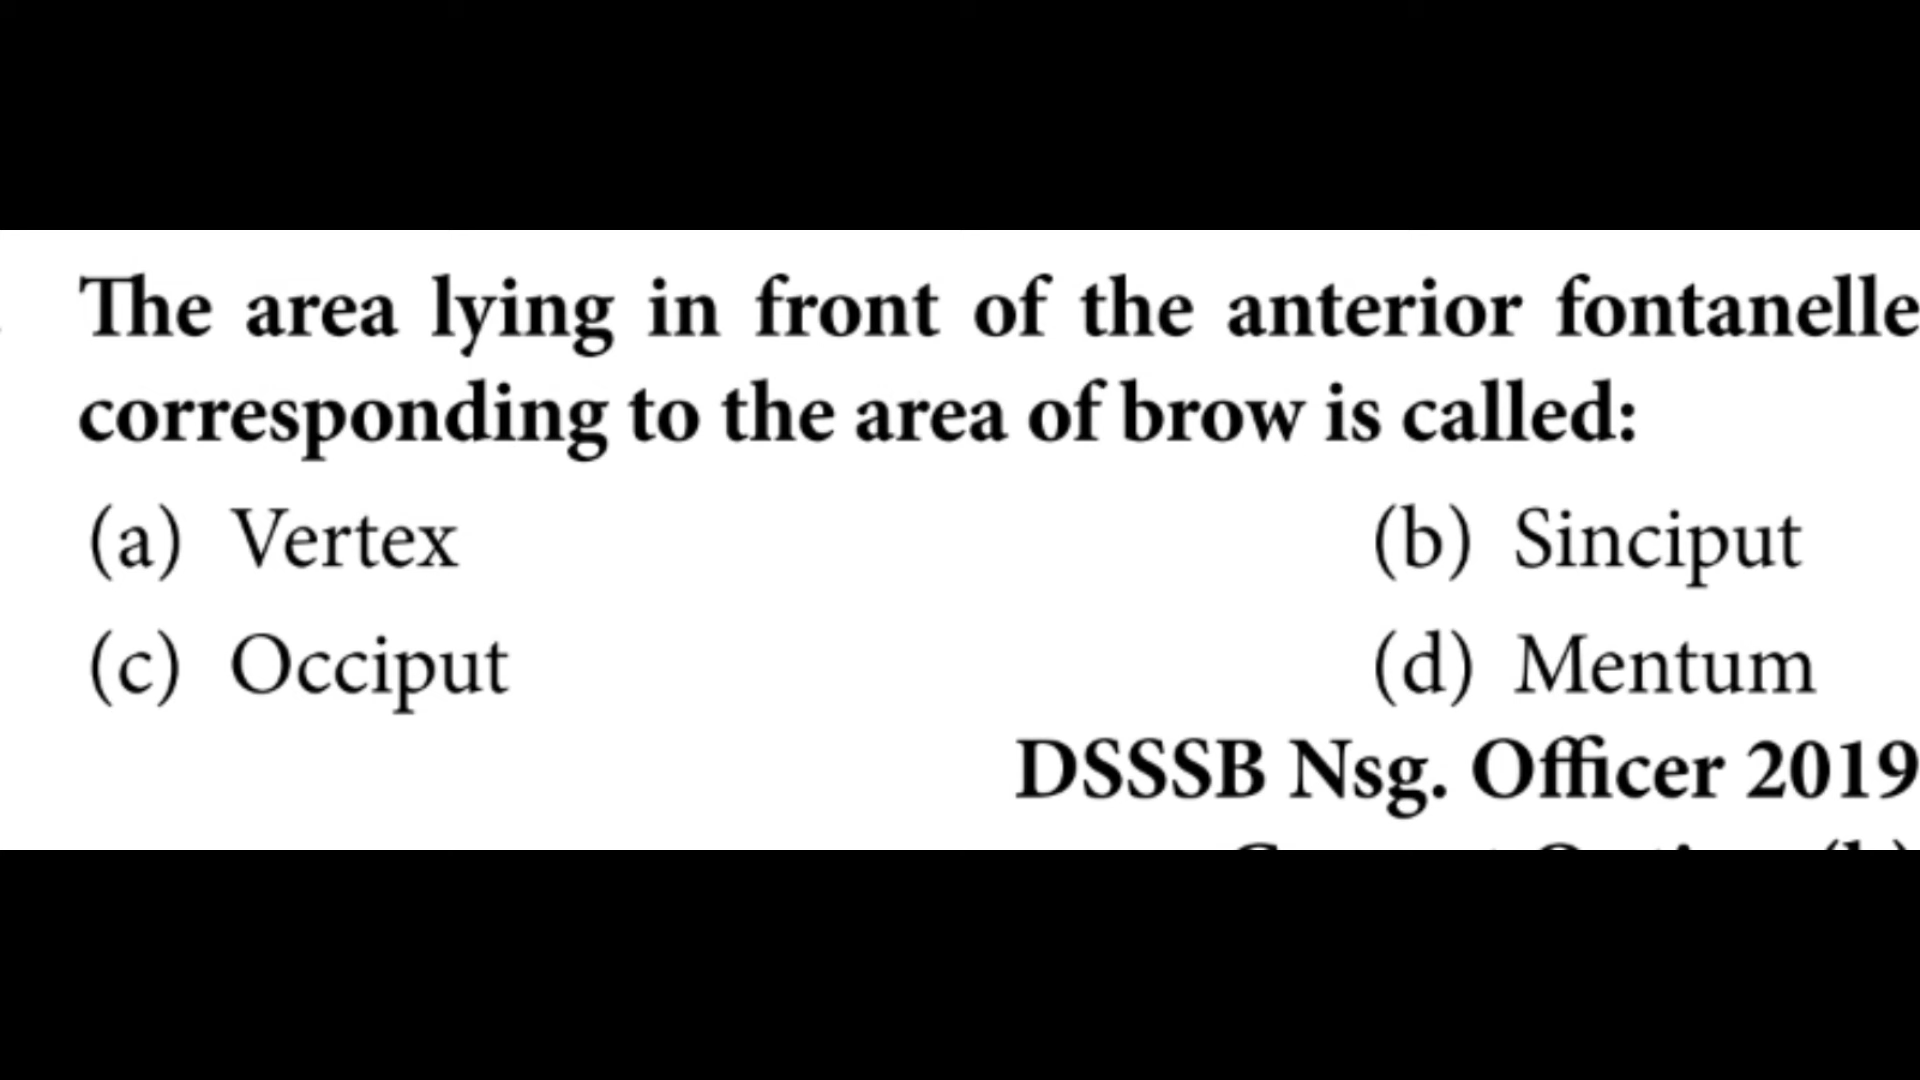 The area lying in front of the anterior fontanelle
corresponding to the area of brow is called:
(a) Vertex (b) Sinciput
(c) Occiput (d) Mentum
DSSSB Nsg. Officer 2019